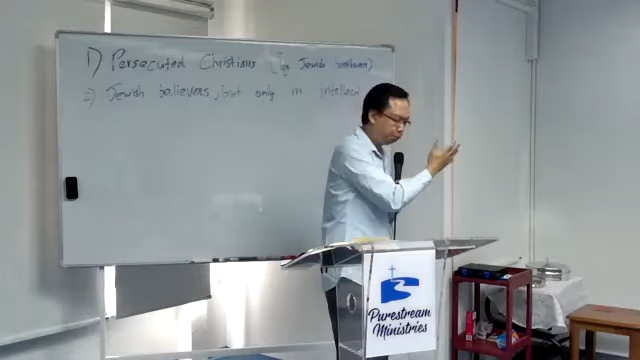 1) Persecuted Christians (by Jewish
2) Jewish believers, but only in intellect
Purestream
Ministries